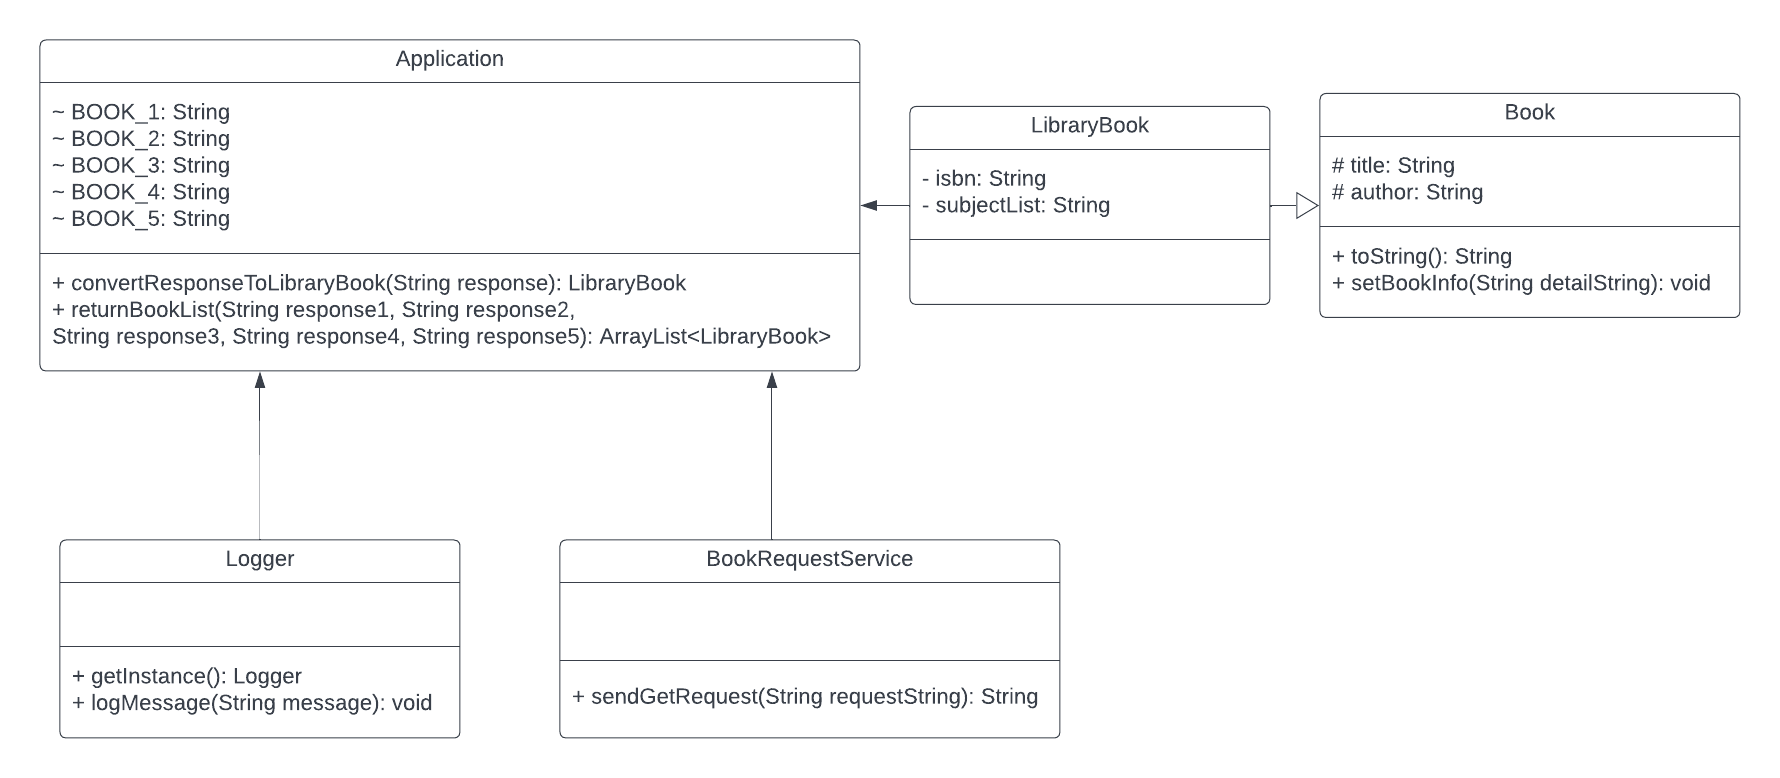 Application
~ BOOK_1: String
~ BOOK_2: String
~ BOOK_3: String
~ BOOK_4: String
~ BOOK_5: String
+ convertResponseToLibraryBook(String response): LibraryBook
+ returnBookList(String response1, String response2,
String response3, String response4, String response5): ArrayList<LibraryBook>
LibraryBook
- isbn: String
- subjectList: String
Book
# title: String
# author: String
+ toString(): String
+ setBookInfo(String detailString): void
Logger
+ getInstance(): Logger
+ logMessage(String message): void
BookRequestService
+ sendGetRequest(String requestString): String